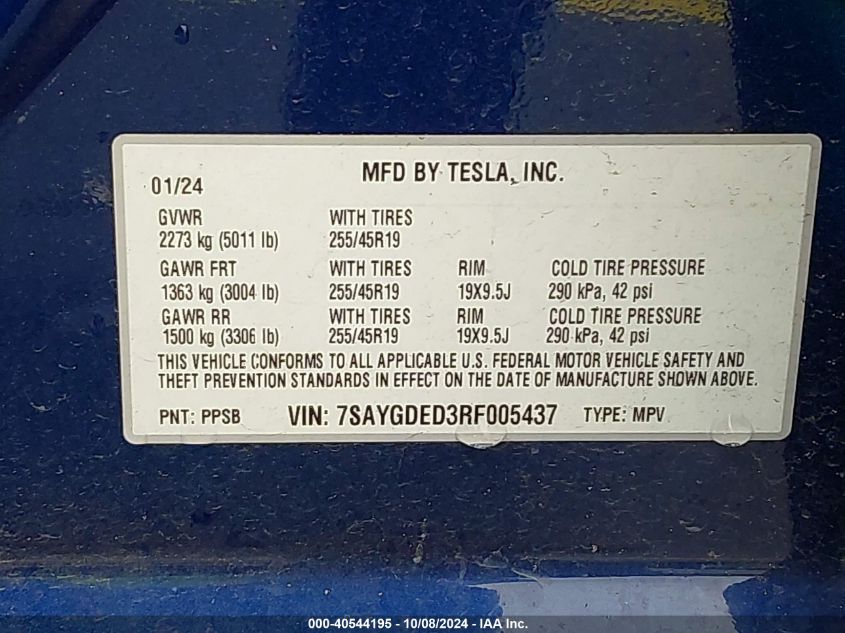 01/24 MFD BY TESLA, INC.
GVWR WITH TIRES
2273 kg (5011 lb) 255/45R19
GAWR FRT WITH TIRES RIM COLD TIRE PRESSURE
1363 kg (3004 lb) 255/45R19 19X9.5J 290 kPa, 42 psi
GAWR RR WITH TIRES RIM COLD TIRE PRESSURE
1500 kg (3306 lb) 255/45R19 19X9.5J 290 kPa, 42 psi
THIS VEHICLE CONFORMS TO ALL APPLICABLE U.S. FEDERAL MOTOR VEHICLE SAFETY AND
THEFT PREVENTION STANDARDS IN EFFECT ON THE DATE OF MANUFACTURE SHOWN ABOVE.
PNT: PPSB VIN: 7SAYGDED3RF005437 TYPE: MPV
000-40544195 - 10/08/2024 - IAA Inc.